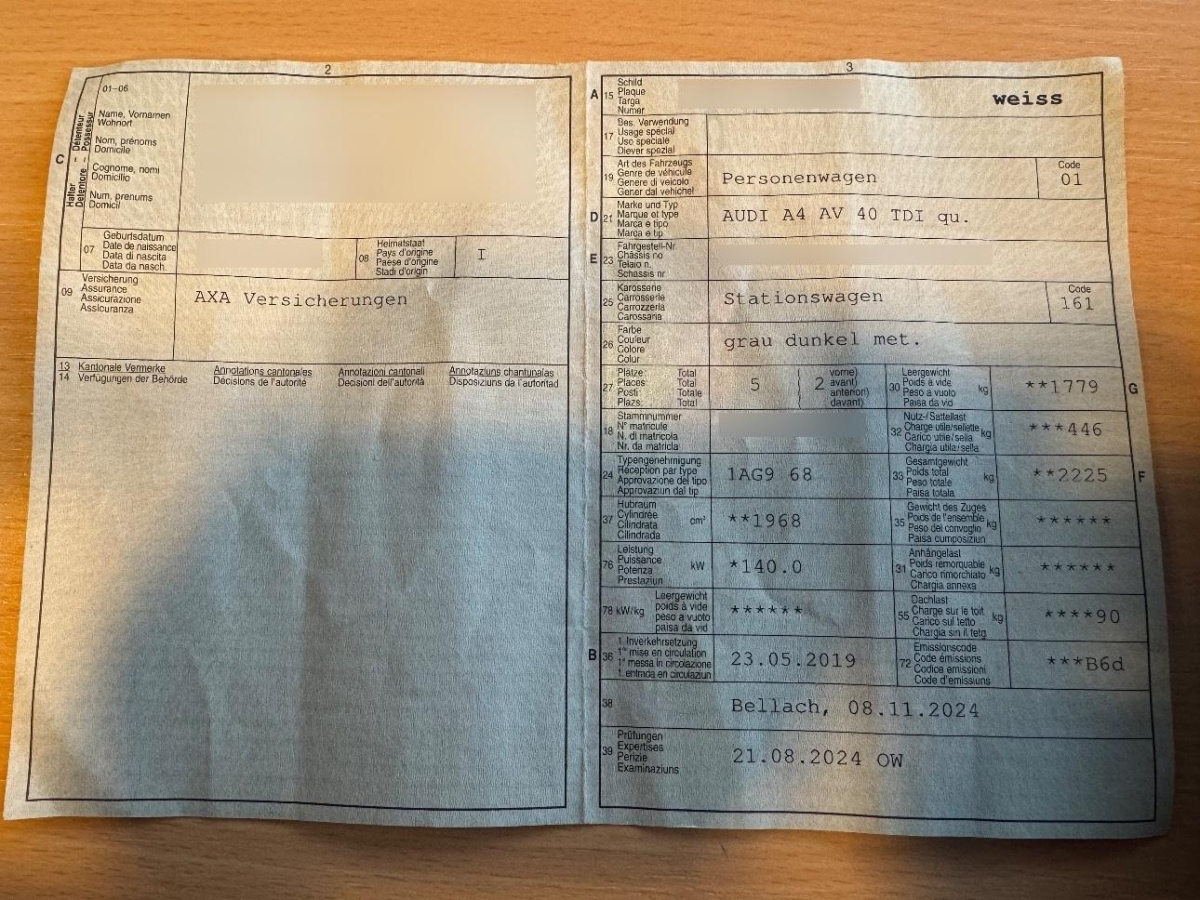 2
01-06
Halter Détenteur
Detentore Possessur
C
Name, Vornamen
Wohnort
Nom, prénoms
Domicile
Cognome, nomi
Domicilio
Num, prenums
Domicil
07 Geburtsdatum
Date de naissance
Data di nascita
Data da nasch.
08 Heimatstaat
Pays d'origine
Paese d'origine
Stadi d'origin
I
09 Versicherung
Assurance
Assicurazione
Assicuranza
AXA Versicherungen
13 Kantonale Vermerke Annotations cantonales Annotazioni cantonali Annotaziuns chantunalas
14 Verfügungen der Behörde Décisions de l'autorité Decisioni dell'autorità Disposiziuns da l'autoritad
3
A 15 Schild
Plaque
Targa
Numer
weiss
17 Bes. Verwendung
Usage spécial
Uso speciale
Diever spezial
19 Art des Fahrzeugs
Genre de véhicule
Genere di veicolo
Gener dal vehichel
Personenwagen
Code
01
D 21 Marke und Typ
Marque et type
Marca e tipo
Marca e tip
AUDI A4 AV 40 TDI qu.
E 23 Fahrgestell-Nr.
Châssis no
Telaio n.
Schassis nr.
25 Karosserie
Carrosserie
Carrozzeria
Carossaria
Stationswagen
Code
161
26 Farbe
Couleur
Colore
Colur
grau dunkel met.
27 Plätze: Total
Places: Total
Posti: Totale
Plazs: Total
5
2 vorne)
avant)
anteriori)
davant)
30 Leergewicht
Poids à vide
Peso a vuoto
Paisa da vid
kg
**1779
G
18 Stammnummer
N° matricule
N. di matricola
Nr. da matricla
32 Nutz-/Sattellast
Charge utile/sellette
Carico utile/sella
Chargia utila/sella
kg
***446
24 Typengenehmigung
Réception par type
Approvazione del tipo
Approvaziun dal tip
1AG9 68
33 Gesamtgewicht
Poids total
Peso totale
Paisa totala
kg
**2225
F
37 Hubraum
Cylindrée
Cilindrata
Cilindrada
cm³
**1968
35 Gewicht des Zuges
Poids de l'ensemble
Peso del convoglio
Paisa cumposiziun
kg
******
76 Leistung
Puissance
Potenza
Prestaziun
kW
*140.0
31 Anhängelast
Poids remorquable
Carico rimorchiato
Chargia annexa
kg
******
78 kW/kg Leergewicht
poids à vide
peso a vuoto
paisa da vid
******
55 Dachlast
Charge sur le toit
Carico sul tetto
Chargia sin il tetg
kg
****90
B 36 1. Inverkehrsetzung
1re mise en circulation
1a messa in circolazione
1. entrada en circulaziun
23.05.2019
72 Emissionscode
Code émissions
Codice emissioni
Code d'emissiuns
***B6d
38
Bellach, 08.11.2024
39 Prüfungen
Expertises
Perizie
Examinaziuns
21.08.2024 OW